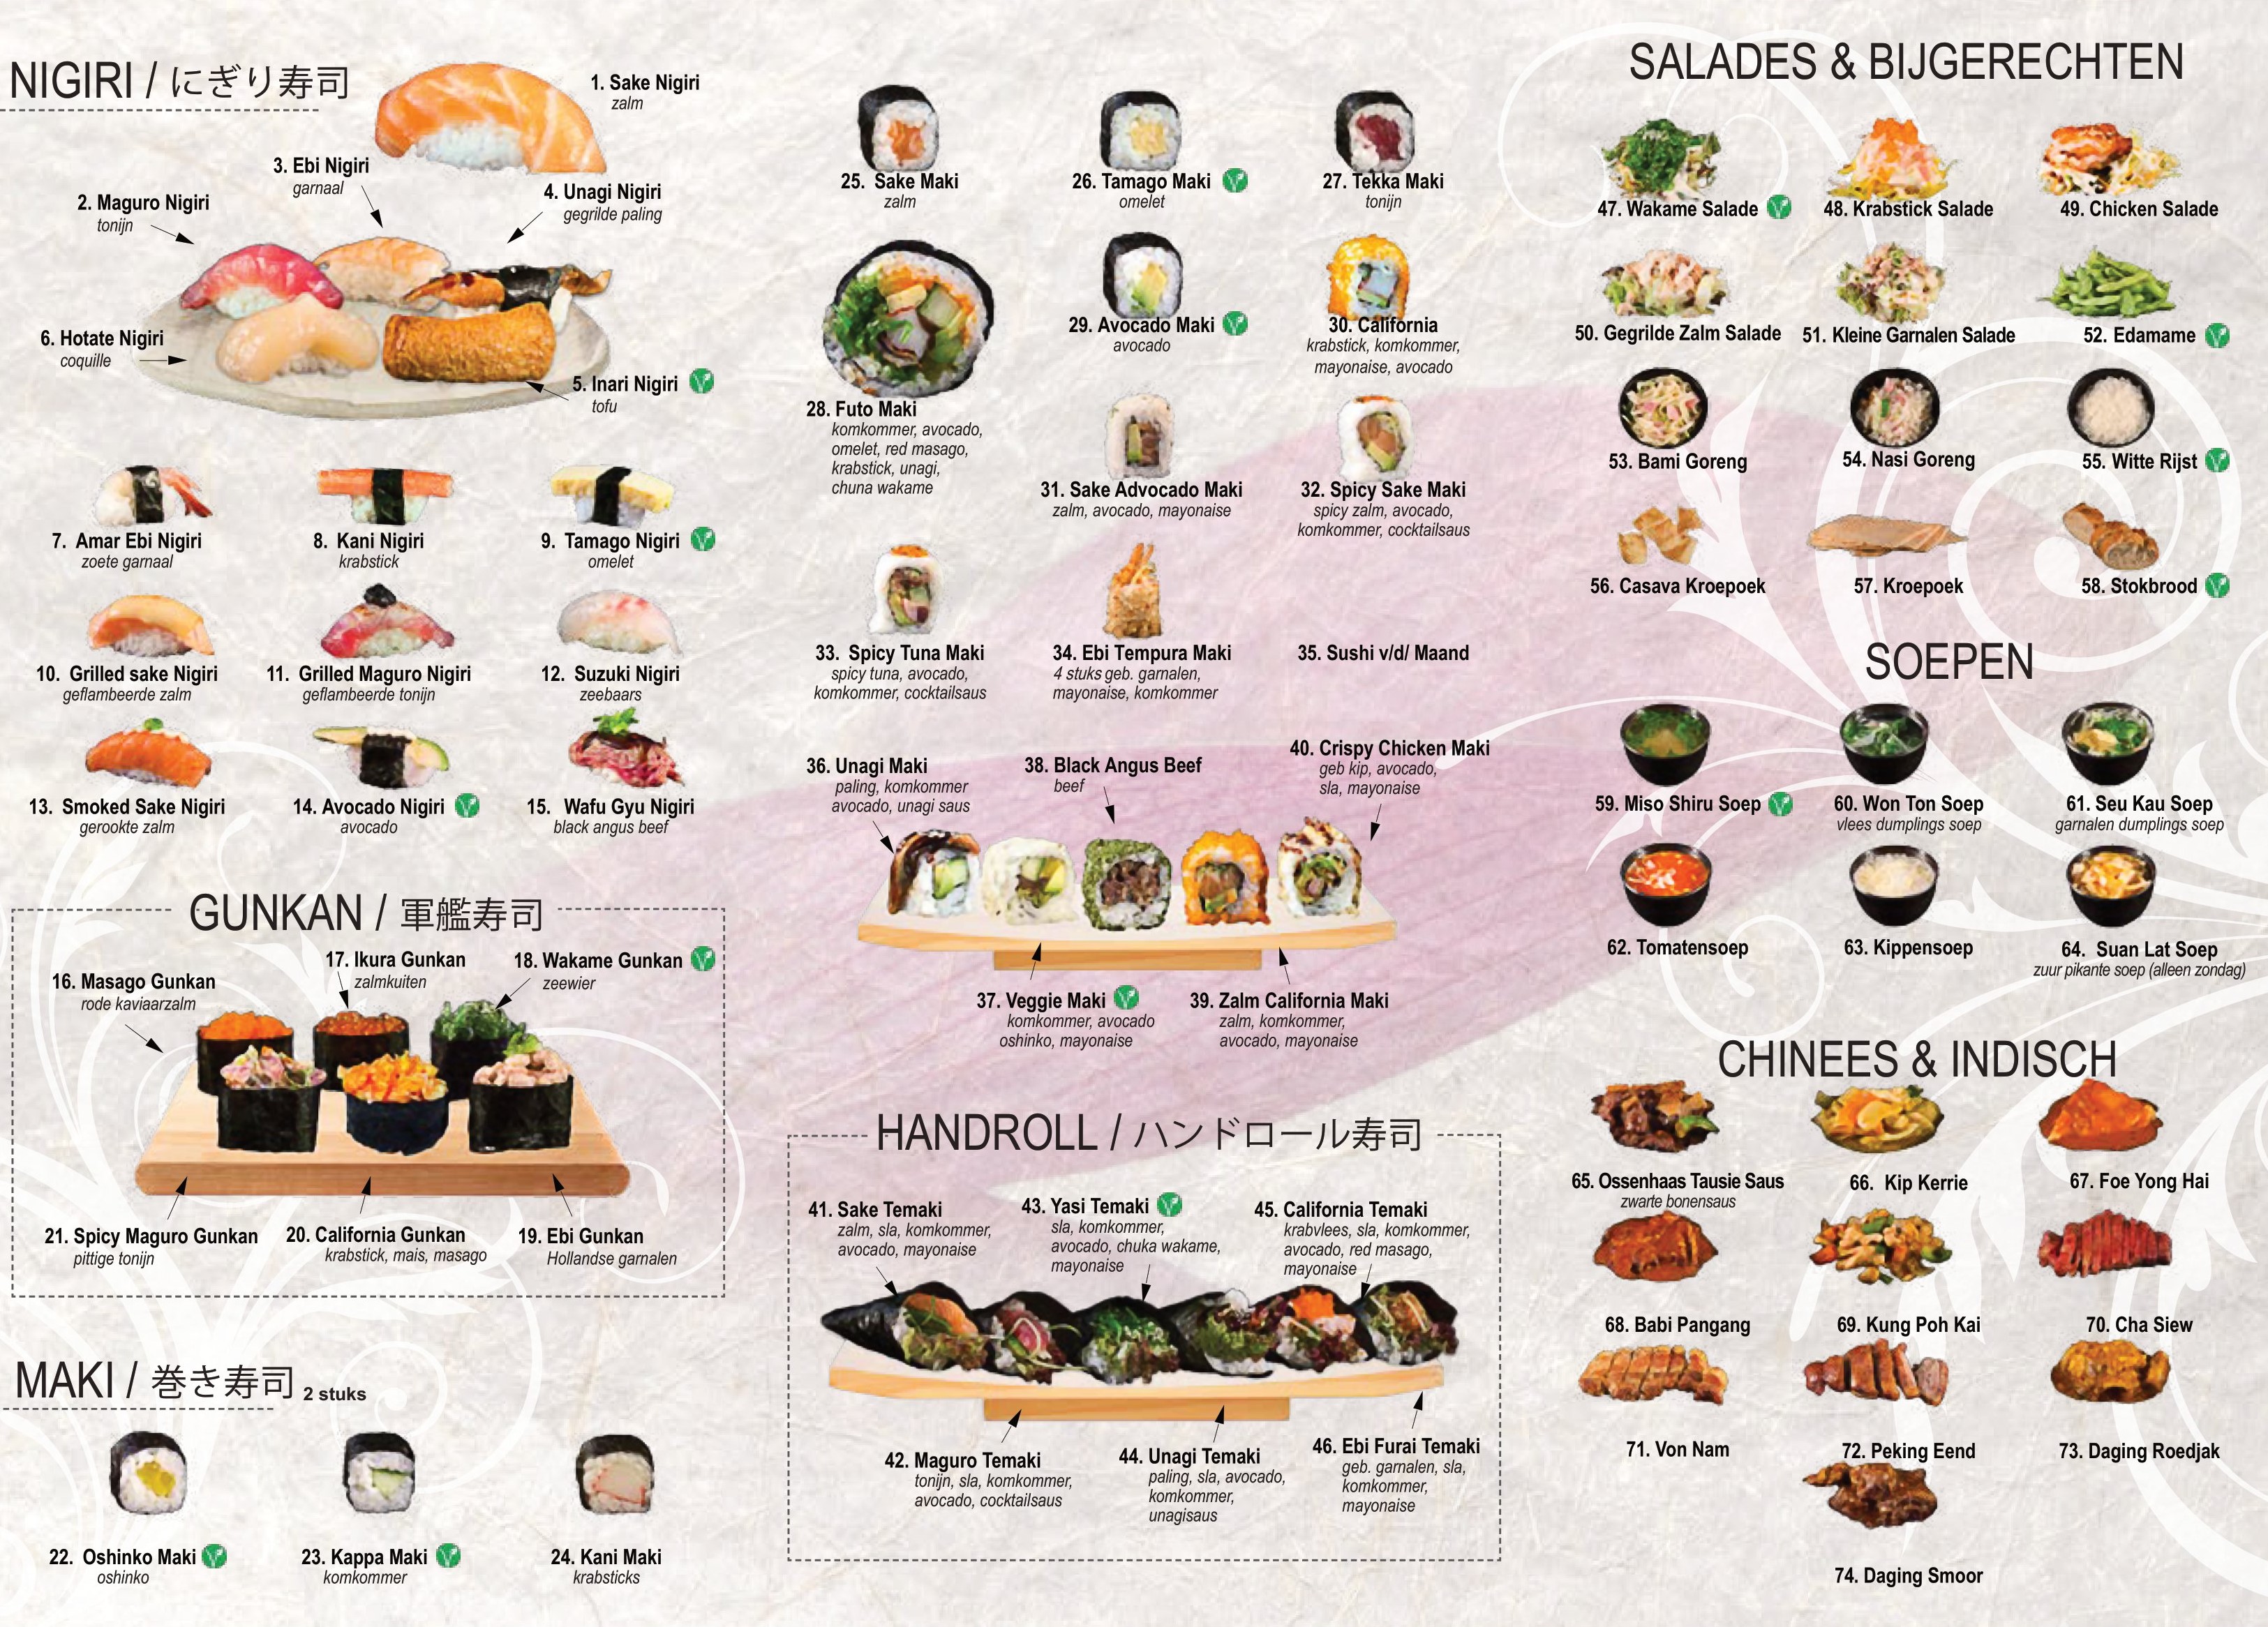 NIGIRI / にぎり寿司
1. Sake Nigiri
zalm
2. Maguro Nigiri
tonijn
3. Ebi Nigiri
garnaal
4. Unagi Nigiri
gegrilde paling
6. Hotate Nigiri
coquille
5. Inari Nigiri
tofu
7. Amar Ebi Nigiri
zoete garnaal
8. Kani Nigiri
krabstick
9. Tamago Nigiri
omelet
10. Grilled sake Nigiri
geflambeerde zalm
11. Grilled Maguro Nigiri
geflambeerde tonijn
12. Suzuki Nigiri
zeebaars
13. Smoked Sake Nigiri
gerookte zalm
14. Avocado Nigiri
avocado
15. Wafu Gyu Nigiri
black angus beef
GUNKAN / 軍艦寿司
16. Masago Gunkan
rode kaviaarzalm
17. Ikura Gunkan
zalmkuiten
18. Wakame Gunkan
zeewier
21. Spicy Maguro Gunkan
pittige tonijn
20. California Gunkan
krabstick, mais, masago
19. Ebi Gunkan
Hollandse garnalen
MAKI / 巻き寿司 2 stuks
22. Oshinko Maki
oshinko
23. Kappa Maki
komkommer
24. Kani Maki
krabsticks
25. Sake Maki
zalm
26. Tamago Maki
omelet
27. Tekka Maki
tonijn
28. Futo Maki
komkommer, avocado,
omelet, red masago,
krabstick, unagi,
chuna wakame
29. Avocado Maki
avocado
30. California
krabstick, komkommer,
mayonaise, avocado
31. Sake Advocado Maki
zalm, avocado, mayonaise
32. Spicy Sake Maki
spicy zalm, avocado,
komkommer, cocktailsaus
33. Spicy Tuna Maki
spicy tuna, avocado,
komkommer, cocktailsaus
34. Ebi Tempura Maki
4 stuks geb. garnalen,
mayonaise, komkommer
35. Sushi v/d/ Maand
36. Unagi Maki
paling, komkommer
avocado, unagi saus
38. Black Angus Beef
beef
40. Crispy Chicken Maki
geb kip, avocado,
sla, mayonaise
37. Veggie Maki
komkommer, avocado
oshinko, mayonaise
39. Zalm California Maki
zalm, komkommer,
avocado, mayonaise
HANDROLL / ハンドロール寿司
41. Sake Temaki
zalm, sla, komkommer,
avocado, mayonaise
43. Yasi Temaki
sla, komkommer,
avocado, chuka wakame,
mayonaise
45. California Temaki
krabvlees, sla, komkommer,
avocado, red masago,
mayonaise
42. Maguro Temaki
tonijn, sla, komkommer,
avocado, cocktailsaus
44. Unagi Temaki
paling, sla, avocado,
komkommer,
unagisaus
46. Ebi Furai Temaki
geb. garnalen, sla,
komkommer,
mayonaise
SALADES & BIJGERECHTEN
47. Wakame Salade
48. Krabstick Salade
49. Chicken Salade
50. Gegrilde Zalm Salade
51. Kleine Garnalen Salade
52. Edamame
53. Bami Goreng
54. Nasi Goreng
55. Witte Rijst
56. Casava Kroepoek
57. Kroepoek
58. Stokbrood
SOEPEN
59. Miso Shiru Soep
60. Won Ton Soep
vlees dumplings soep
61. Seu Kau Soep
garnalen dumplings soep
62. Tomatensoep
63. Kippensoep
64. Suan Lat Soep
zuur pikante soep (alleen zondag)
CHINEES & INDISCH
65. Ossenhaas Tausie Saus
zwarte bonensaus
66. Kip Kerrie
67. Foe Yong Hai
68. Babi Pangang
69. Kung Poh Kai
70. Cha Siew
71. Von Nam
72. Peking Eend
73. Daging Roedjak
74. Daging Smoor